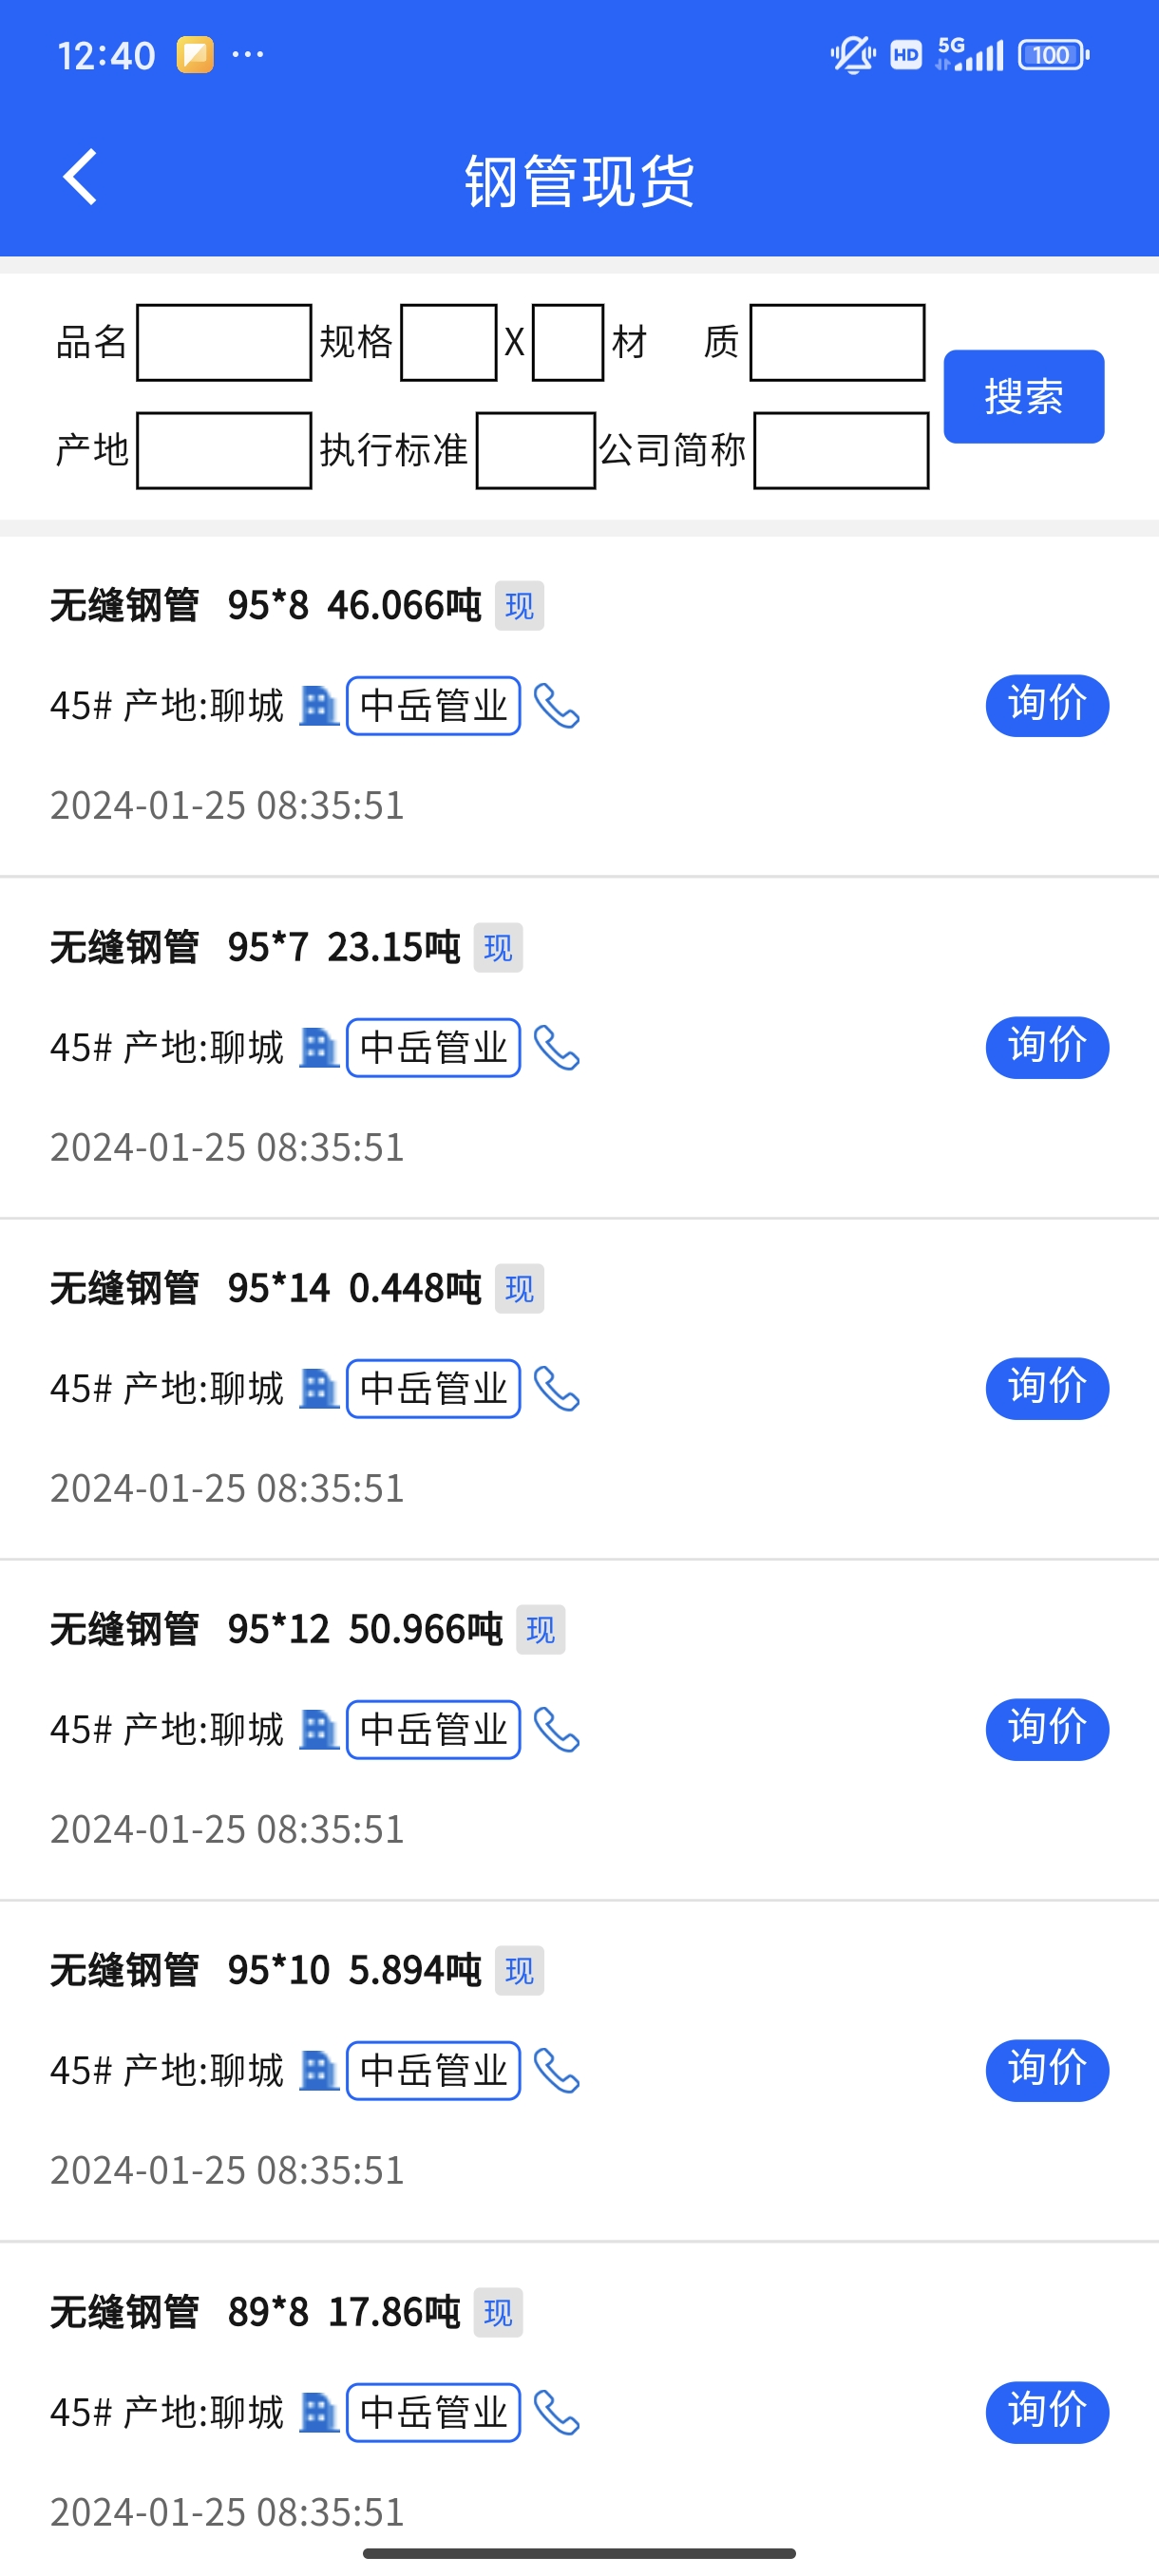 12:40 ··· HD 5G 100
钢管现货
品名 规格 X 材 质
搜索
产地 执行标准 公司简称
无缝钢管 95*8 46.066吨 现
45# 产地:聊城 中岳管业 询价
2024-01-25 08:35:51
无缝钢管 95*7 23.15吨 现
45# 产地:聊城 中岳管业 询价
2024-01-25 08:35:51
无缝钢管 95*14 0.448吨 现
45# 产地:聊城 中岳管业 询价
2024-01-25 08:35:51
无缝钢管 95*12 50.966吨 现
45# 产地:聊城 中岳管业 询价
2024-01-25 08:35:51
无缝钢管 95*10 5.894吨 现
45# 产地:聊城 中岳管业 询价
2024-01-25 08:35:51
无缝钢管 89*8 17.86吨 现
45# 产地:聊城 中岳管业 询价
2024-01-25 08:35:51